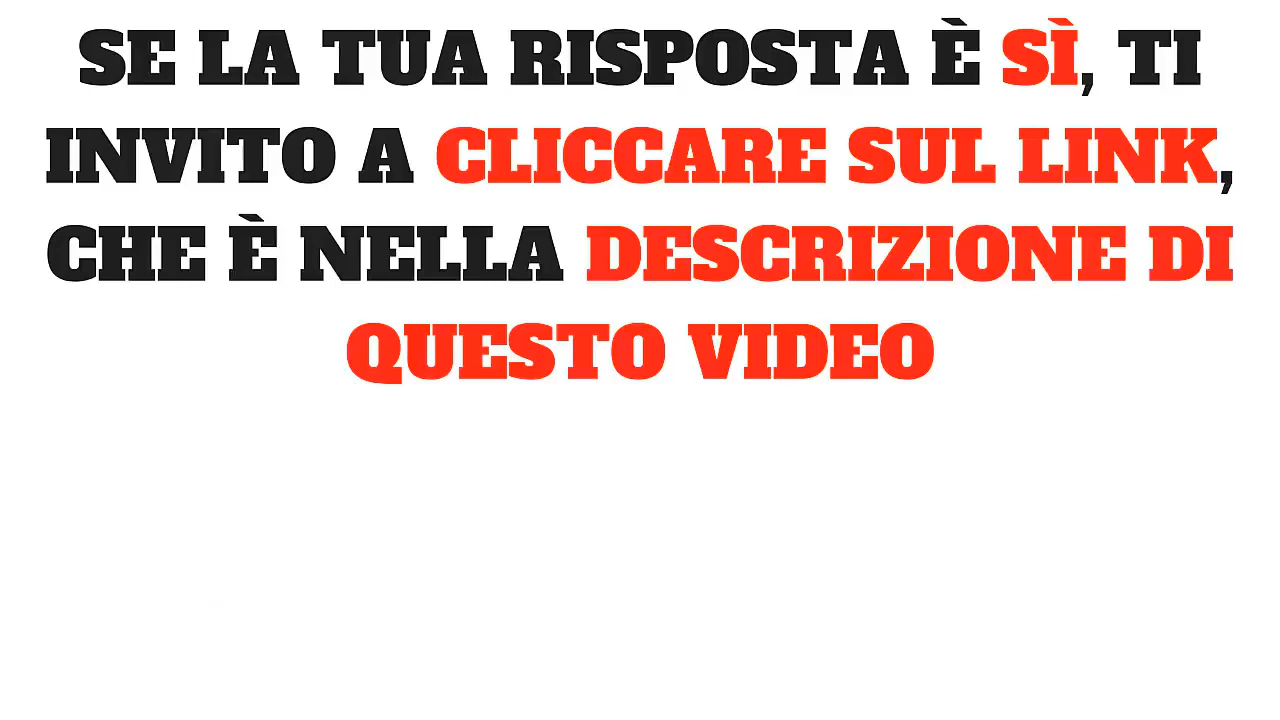 SE LA TUA RISPOSTA È SÌ, TI
INVITO A CLICCARE SUL LINK,
CHE È NELLA DESCRIZIONE DI
QUESTO VIDEO